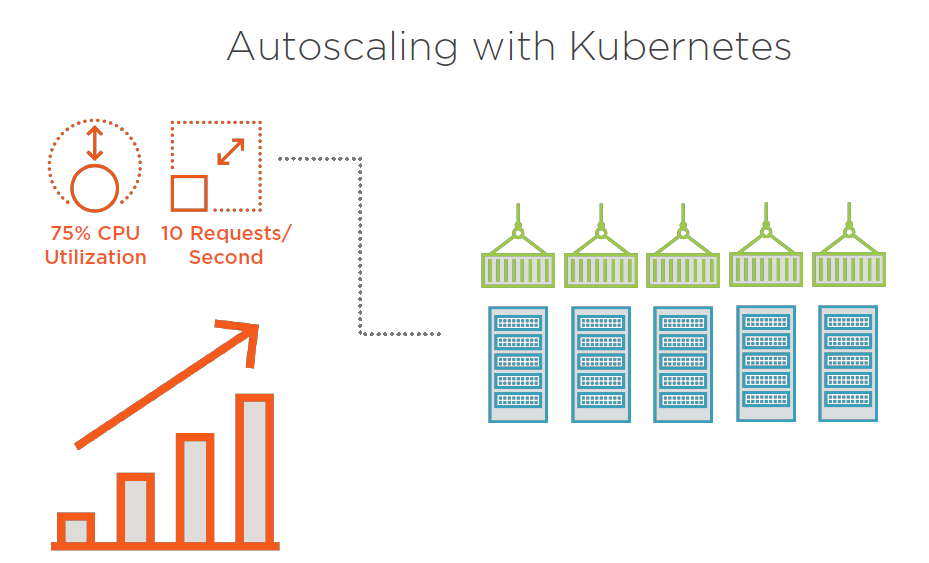 Autoscaling with Kubernetes
75% CPU
Utilization
10 Requests/
Second